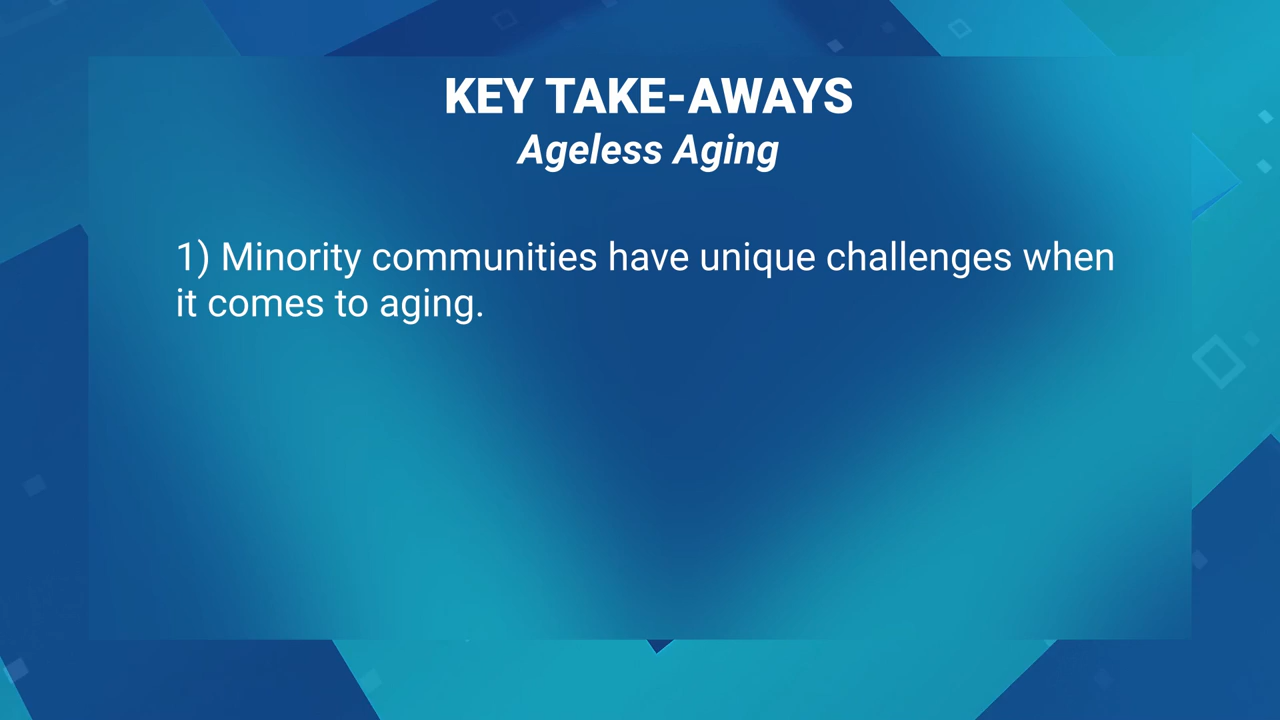 KEY TAKE-AWAYS
Ageless Aging
1) Minority communities have unique challenges when
it comes to aging.